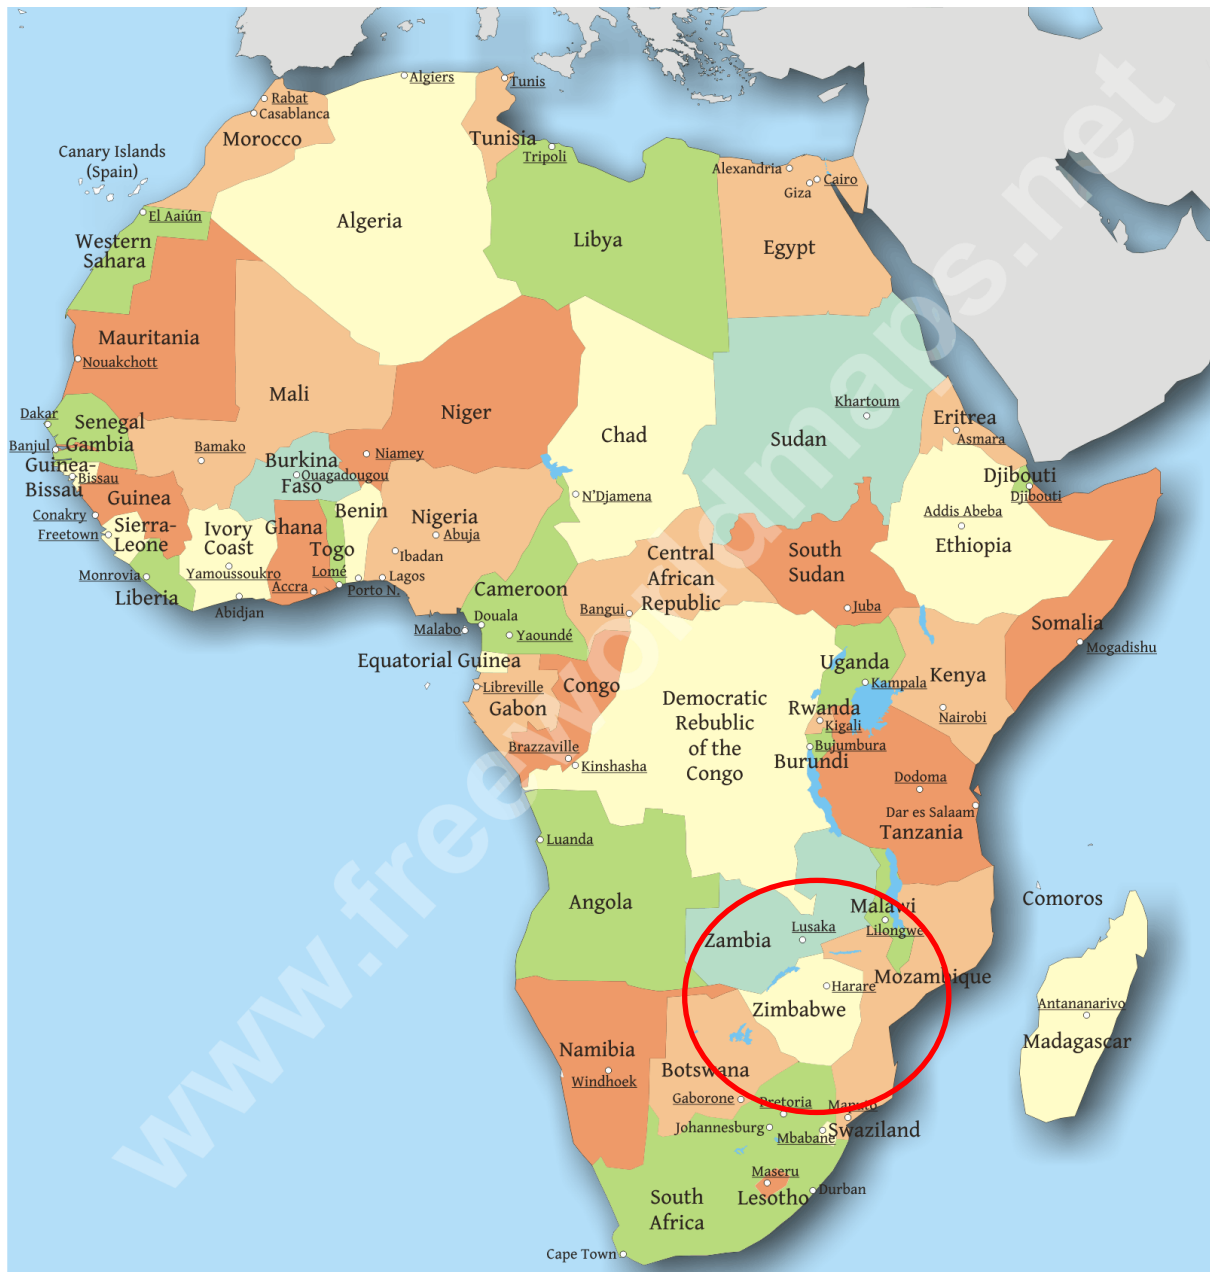 Algiers
Tunis
Rabat
Casablanca
Morocco
Tunisia
Tripoli
Canary Islands
(Spain)
Alexandria
Cairo
Giza
El Aaiún
Western
Sahara
Algeria
Libya
Egypt
Mauritania
Nouakchott
Mali
Niger
Chad
Sudan
Khartoum
Eritrea
Asmara
Dakar
Senegal
Gambia
Banjul
Bamako
Burkina
Faso
Ouagadougou
Niamey
Guinea-
Bissau
Bissau
Guinea
N'Djamena
Djibouti
Djibouti
Conakry
Freetown
Sierra-
Leone
Ivory
Coast
Ghana
Benin
Togo
Nigeria
Abuja
Ibadan
Lagos
Addis Abeba
Ethiopia
South
Sudan
Central
African
Republic
Monrovia
Liberia
Yamoussoukro
Abidjan
Accra
Lomé
Porto N.
Cameroon
Douala
Yaoundé
Malabo
Bangui
Juba
Somalia
Mogadishu
Equatorial Guinea
Libreville
Gabon
Congo
Uganda
Kampala
Kenya
Nairobi
Democratic
Rebublic
of the
Congo
Rwanda
Kigali
Bujumbura
Burundi
Brazzaville
Kinshasha
Dodoma
Dar es Salaam
Tanzania
Luanda
Angola
Zambia
Lusaka
Malawi
Lilongwe
Comoros
Mozambique
Harare
Zimbabwe
Antananarivo
Madagascar
Namibia
Windhoek
Botswana
Gaborone
Pretoria
Maputo
Johannesburg
Mbabane
Swaziland
Maseru
Lesotho
Durban
South
Africa
Cape Town
www.freeworldmaps.net